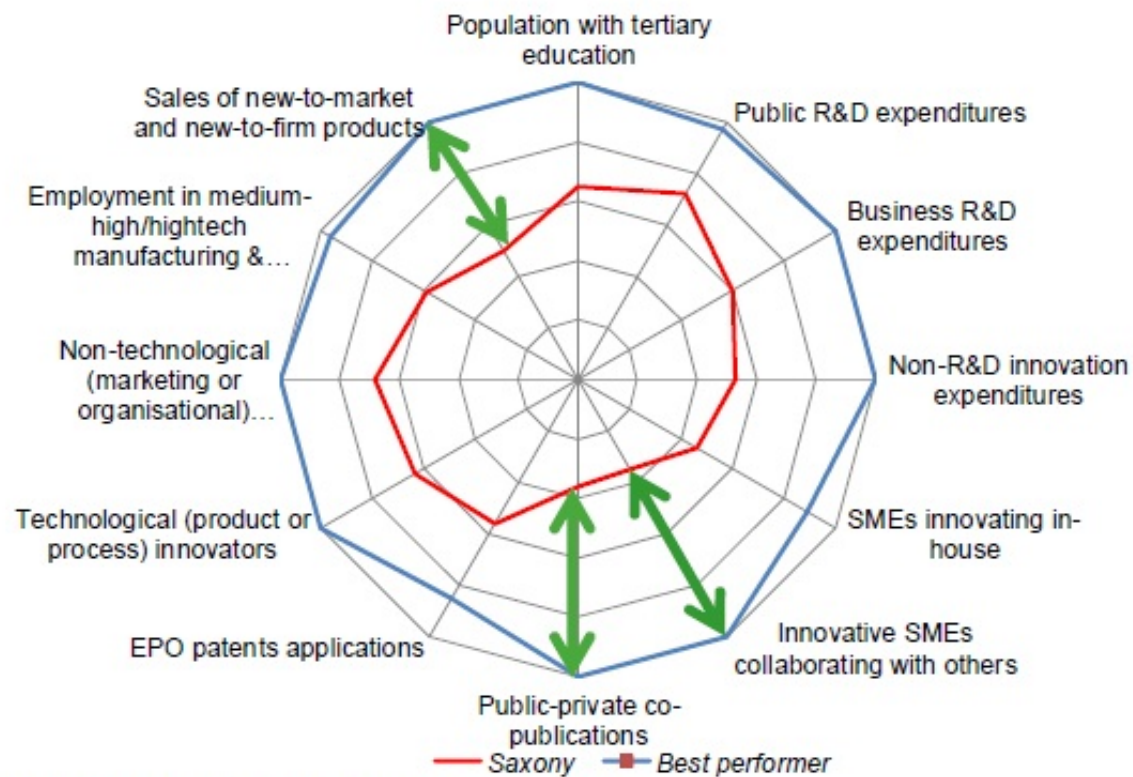 Population with tertiary
education
Public R&D expenditures
Business R&D
expenditures
Non-R&D innovation
expenditures
SMEs innovating in-
house
Innovative SMEs
collaborating with others
Public-private co-
publications
EPO patents applications
Technological (product or
process) innovators
Non-technological
(marketing or
organisational)...
Employment in medium-
high/hightech
manufacturing &...
Sales of new-to-market
and new-to-firm products
Saxony
Best performer